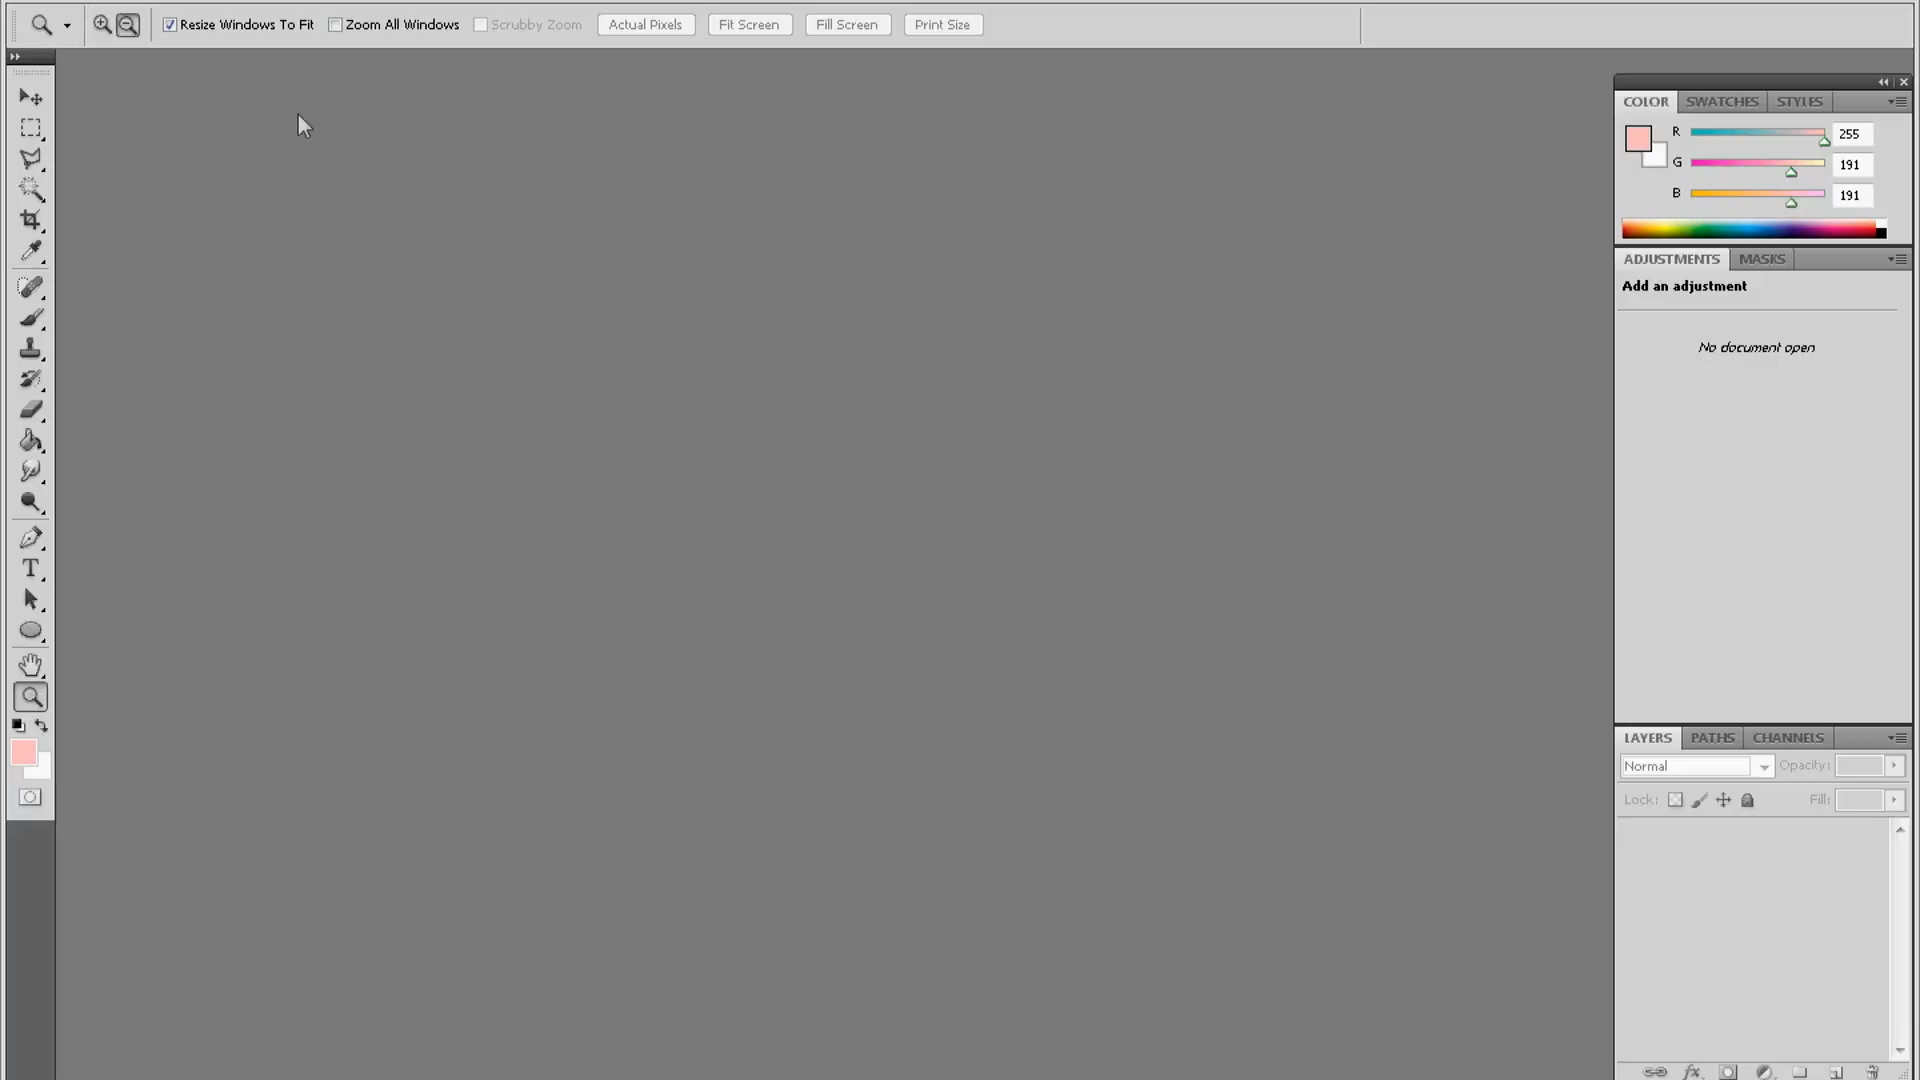 Resize Windows To Fit Zoom All Windows Scrubby Zoom Actual Pixels Fit Screen Fill Screen Print Size
COLOR SWATCHES STYLES
R 255
G 191
B 191
ADJUSTMENTS MASKS
Add an adjustment
No document open
T
LAYERS PATHS CHANNELS
Normal Opacity:
Lock: Fill:
fx